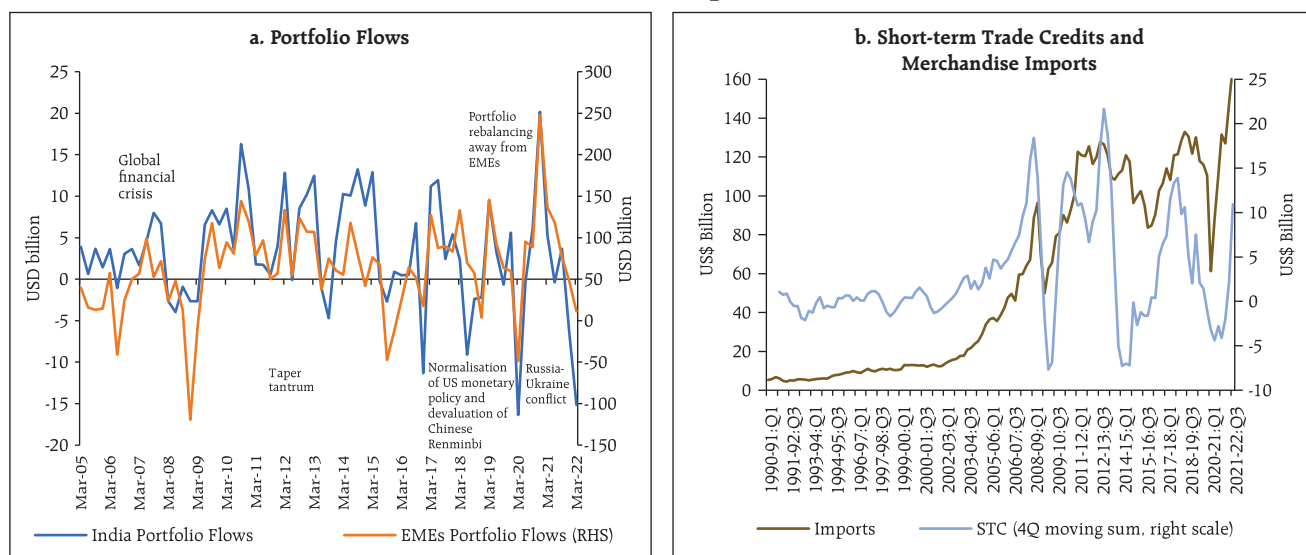 a. Portfolio Flows
USD billion
25
20
15
10
5
0
-5
-10
-15
-20
300
250
200
150
100
50
0
-50
-100
-150
USD billion
Global
financial
crisis
Taper
tantrum
Portfolio
rebalancing
away from
EMEs
Normalisation
of US monetary
policy and
devaluation of
Chinese
Renminbi
Russia-
Ukraine
conflict
Mar-05
Mar-06
Mar-07
Mar-08
Mar-09
Mar-10
Mar-11
Mar-12
Mar-13
Mar-14
Mar-15
Mar-16
Mar-17
Mar-18
Mar-19
Mar-20
Mar-21
Mar-22
India Portfolio Flows
EMEs Portfolio Flows (RHS)
b. Short-term Trade Credits and
Merchandise Imports
US$ Billion
160
140
120
100
80
60
40
20
0
25
20
15
10
5
0
-5
-10
US$ Billion
1990-91:Q1
1991-92:Q3
1993-94:Q1
1994-95:Q3
1996-97:Q1
1997-98:Q3
1999-00:Q1
2000-01:Q3
2002-03:Q1
2003-04:Q3
2005-06:Q1
2006-07:Q3
2008-09:Q1
2009-10:Q3
2011-12:Q1
2012-13:Q3
2014-15:Q1
2015-16:Q3
2017-18:Q1
2018-19:Q3
2020-21:Q1
2021-22:Q3
Imports
STC (4Q moving sum, right scale)